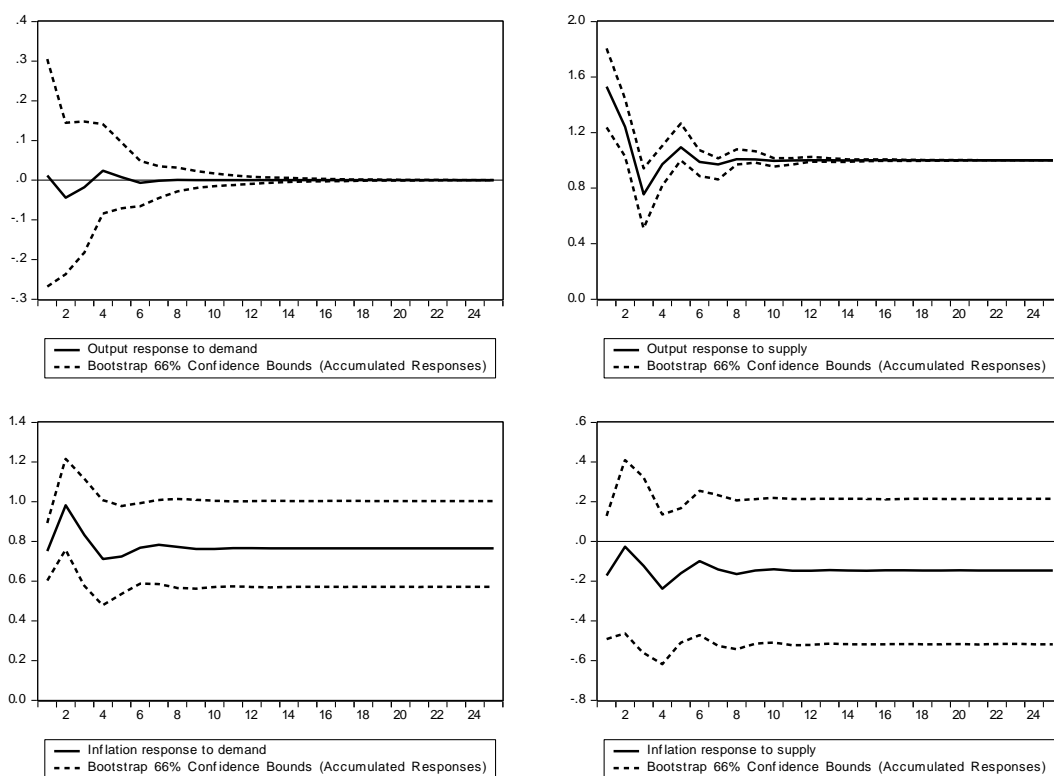 .4
.3
.2
.1
.0
-.1
-.2
-.3
2 4 6 8 10 12 14 16 18 20 22 24
Output response to demand
Bootstrap 66% Confidence Bounds (Accumulated Responses)
2.0
1.6
1.2
0.8
0.4
0.0
2 4 6 8 10 12 14 16 18 20 22 24
Output response to supply
Bootstrap 66% Confidence Bounds (Accumulated Responses)
1.4
1.2
1.0
0.8
0.6
0.4
0.2
0.0
2 4 6 8 10 12 14 16 18 20 22 24
Inflation response to demand
Bootstrap 66% Confidence Bounds (Accumulated Responses)
.6
.4
.2
.0
-.2
-.4
-.6
-.8
2 4 6 8 10 12 14 16 18 20 22 24
Inflation response to supply
Bootstrap 66% Confidence Bounds (Accumulated Responses)